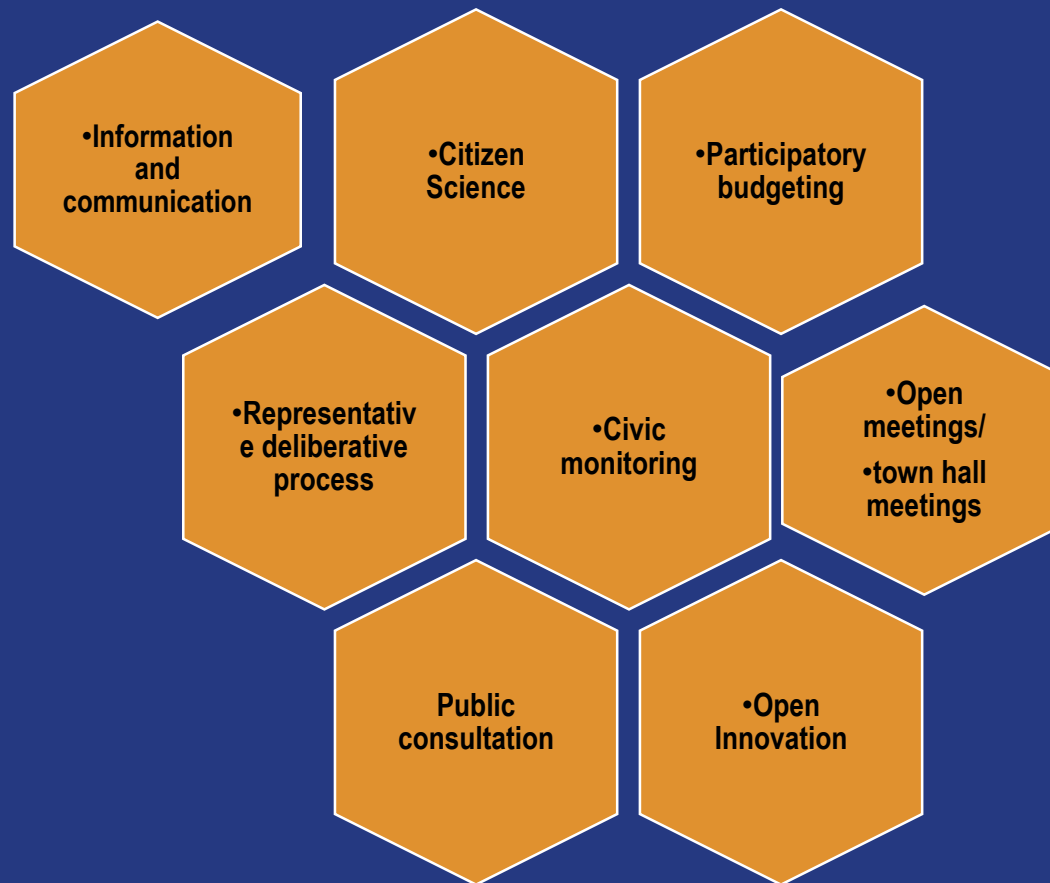 •Information
and
communication
•Citizen
Science
•Participatory
budgeting
•Representativ
e deliberative
process
•Civic
monitoring
•Open
meetings/
•town hall
meetings
Public
consultation
•Open
Innovation